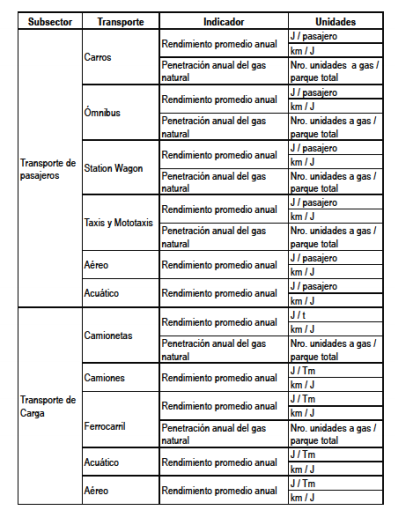 Subsector Transporte Indicador Unidades
Transporte de
pasajeros
Carros
Rendimiento promedio anual
J / pasajero
km / J
Penetración anual del gas
natural
Nro. unidades a gas /
parque total
Ómnibus
Rendimiento promedio anual
J / pasajero
km / J
Penetración anual del gas
natural
Nro. unidades a gas /
parque total
Station Wagon
Rendimiento promedio anual
J / pasajero
km / J
Penetración anual del gas
natural
Nro. unidades a gas /
parque total
Taxis y Mototaxis
Rendimiento promedio anual
J / pasajero
km / J
Penetración anual del gas
natural
Nro. unidades a gas /
parque total
Aéreo
Rendimiento promedio anual
J / pasajero
km / J
Acuático
Rendimiento promedio anual
J / pasajero
km / J
Transporte de
Carga
Camionetas
Rendimiento promedio anual
J / t
km / J
Penetración anual del gas
natural
Nro. unidades a gas /
parque total
Camiones
Rendimiento promedio anual
J / Tm
km / J
Ferrocarril
Rendimiento promedio anual
J / Tm
km / J
Penetración anual del gas
natural
Nro. unidades a gas /
parque total
Acuático
Rendimiento promedio anual
J / Tm
km / J
Aéreo
Rendimiento promedio anual
J / Tm
km / J